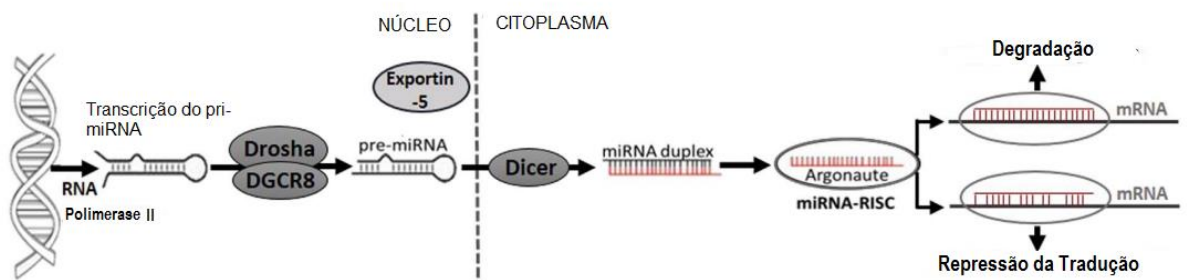 NÚCLEO
CITOPLASMA
Degradação
Exportin
-5
Transcrição do pri-
miRNA
mRNA
Drosha
DGCR8
pre-miRNA
Dicer
miRNA duplex
Argonaute
miRNA-RISC
RNA
Polimerase II
mRNA
Repressão da Tradução